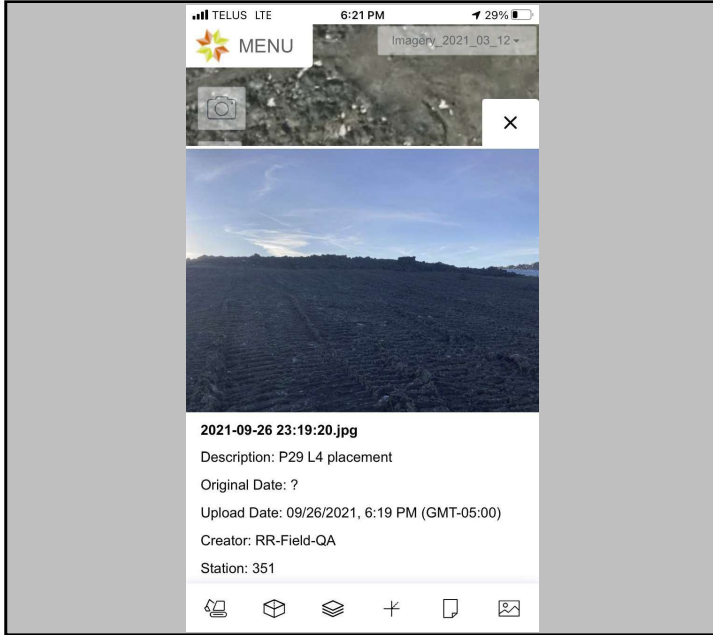 TELUS LTE 6:21 PM 29%
MENU
Imagery_2021_03_12
2021-09-26 23:19:20.jpg
Description: P29 L4 placement
Original Date: ?
Upload Date: 09/26/2021, 6:19 PM (GMT-05:00)
Creator: RR-Field-QA
Station: 351